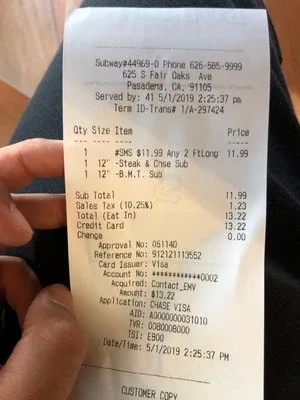 Subway#44969-0 Phone 626-585-9999
625 S Fair Oaks Ave
Pasadena, CA, 91105
Served by: 41 5/1/2019 2:25:37 pm
Term ID-Trans# 1/A-297424
Qty Size Item Price
1 #SMS $11.99 Any 2 FtLong 11.99
1 12" -Steak & Chse Sub
1 12" -B.M.T. Sub
Sub Total 11.99
Sales Tax (10.25%) 1.23
Total (Eat In) 13.22
Credit Card 13.22
Change 0.00
Approval No: 061140
Reference No: 912121113552
Card Issuer: Visa
Account No: ************0002
Acquired: Contact_EMV
Amount: $13.22
Application: CHASE VISA
AID: A0000000031010
TVR: 0080008000
TSI: E800
Date/Time: 5/1/2019 2:25:37 PM
CUSTOMER COPY